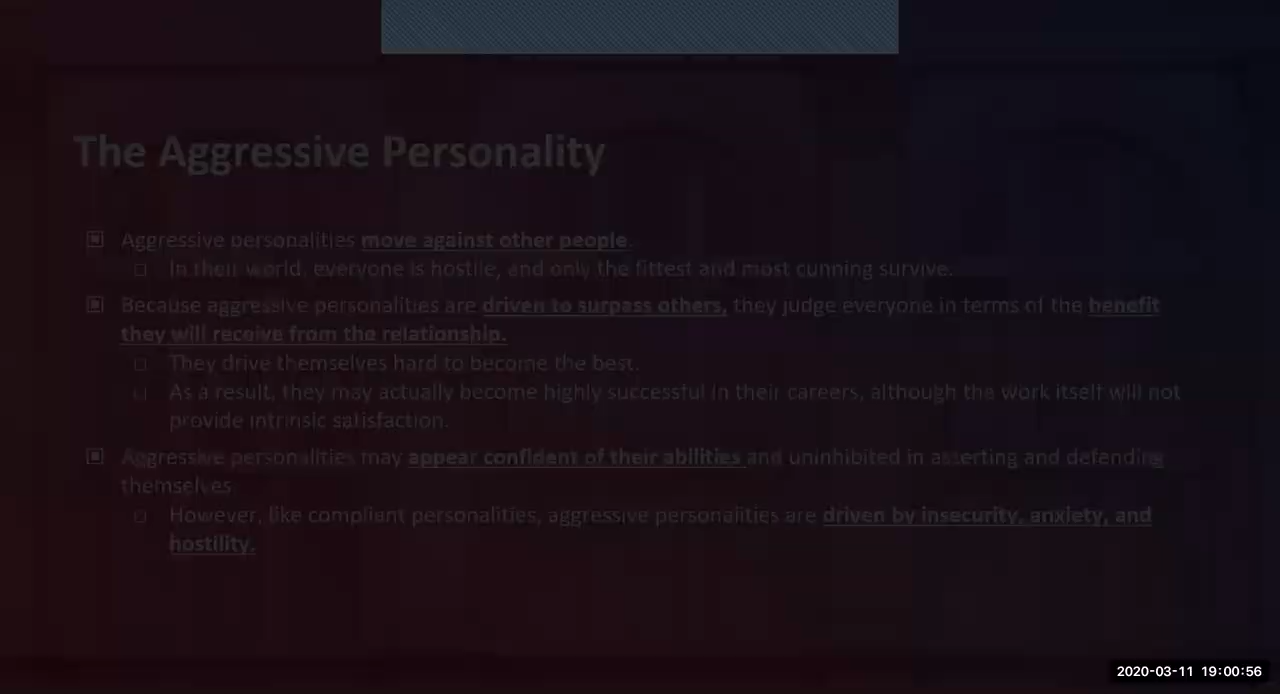 The Aggressive Personality
Aggressive personalities move against other people.
In their world, everyone is hostile, and only the fittest and most cunning survive.
Because aggressive personalities are driven to surpass others, they judge everyone in terms of the benefit
they will receive from the relationship.
They drive themselves hard to become the best.
As a result, they may actually become highly successful in their careers, although the work itself will not
provide intrinsic satisfaction.
Aggressive personalities may appear confident of their abilities and uninhibited in asserting and defending
themselves.
However, like compliant personalities, aggressive personalities are driven by insecurity, anxiety, and
hostility.
2020-03-11 19:00:56